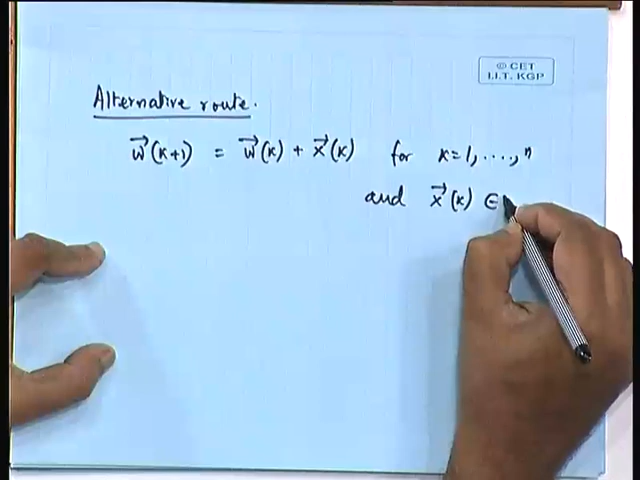 © CET
I.I.T. KGP
Alternative route.
w⃗(k+1) = w⃗(k) + x⃗(k) for k=1, ....., n
and x⃗(k) ∈